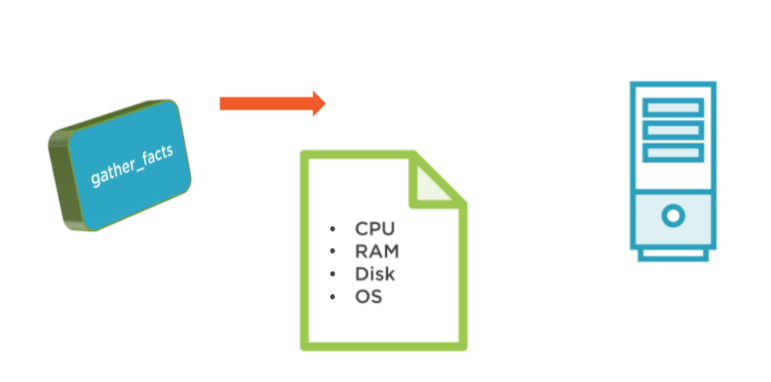 gather_facts
• CPU
• RAM
• Disk
• OS